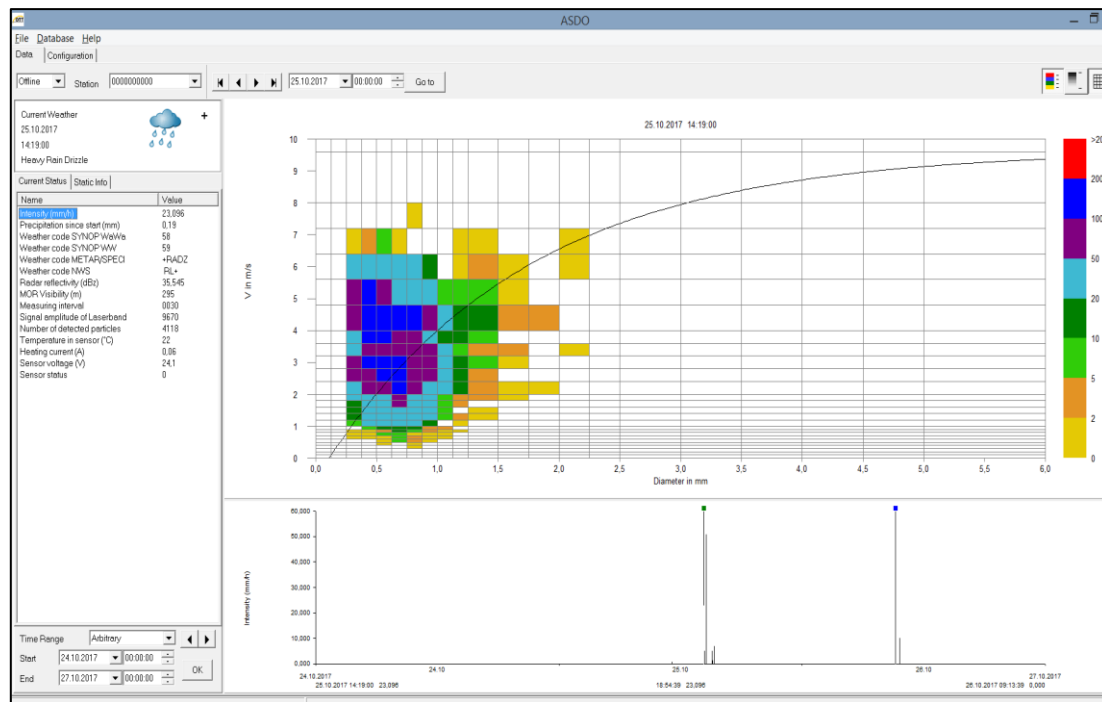 ASDO
File Database Help
Data Configuration
Offline Station 0000000000 25.10.2017 00:00:00 Go to
Current Weather
25.10.2017
14:19:00
Heavy Rain Drizzle
+
Current Status Static Info
Name Value
Intensity (mm/h) 23,096
Precipitation since start (mm) 0,19
Weather code SYNOP WaWa 58
Weather code SYNOP WW 59
Weather code METAR/SPECI +RADZ
Weather code NWS RL+
Radar reflectivity (dBz) 35,545
MOR Visibility (m) 295
Measuring interval 0030
Signal amplitude of Laserband 9670
Number of detected particles 4118
Temperature in sensor (°C) 22
Heating current (A) 0,06
Sensor voltage (V) 24,1
Sensor status 0
Time Range Arbitrary
Start 24.10.2017 00:00:00
End 27.10.2017 00:00:00
OK
25.10.2017 14:19:00
V in m/s
10
9
8
7
6
5
4
3
2
1
0
0,0 0,5 1,0 1,5 2,0 2,5 3,0 3,5 4,0 4,5 5,0 5,5 6,0
Diameter in mm
>20
200
100
50
20
10
5
2
0
Intensity (mm/h)
60,000
50,000
40,000
30,000
20,000
10,000
0,000
24.10 25.10 26.10
24.10.2017 27.10.2017
25.10.2017 14:19:00 23,096 18:54:39 23,096 26.10.2017 09:13:39 0,000